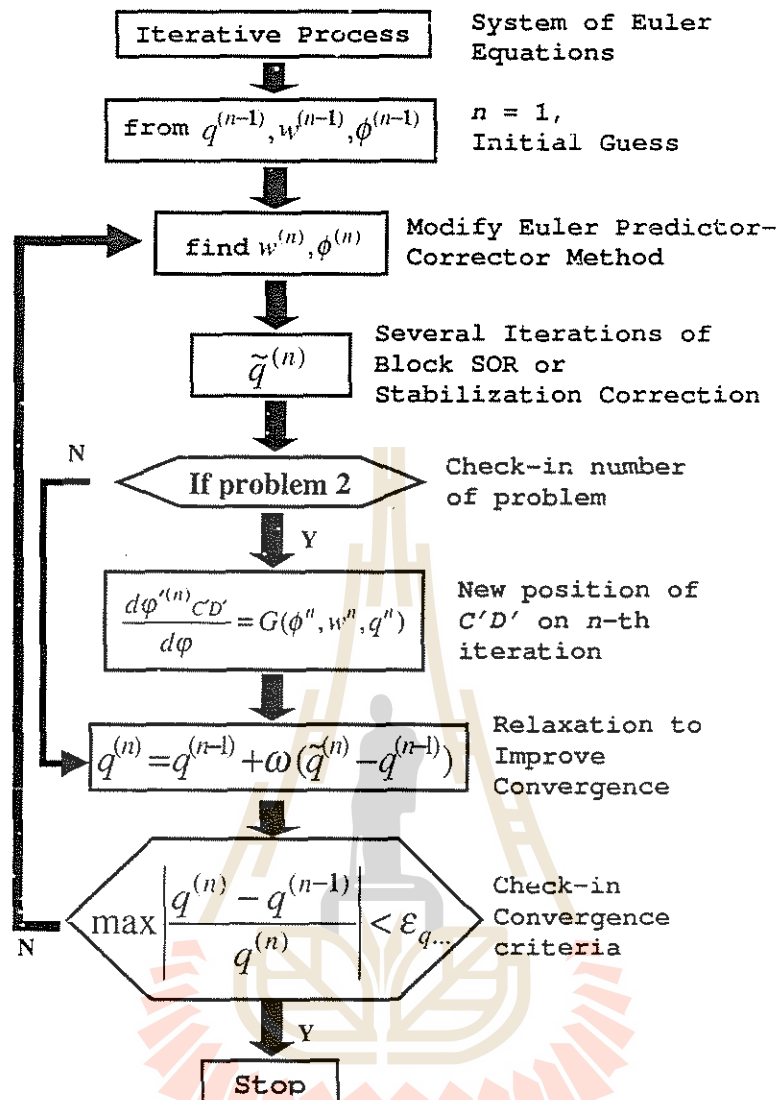 Iterative Process
System of Euler
Equations
from q^{(n-1)}, w^{(n-1)}, ϕ^{(n-1)}
n = 1,
Initial Guess
find w^{(n)}, ϕ^{(n)}
Modify Euler Predictor-
Corrector Method
q̃^{(n)}
Several Iterations of
Block SOR or
Stabilization Correction
N
If problem 2
Check-in number
of problem
Y
dφ'^{(n)}_{C'D'}/dφ = G(ϕ^n, w^n, q^n)
New position of
C'D' on n-th
iteration
q^{(n)} = q^{(n-1)} + ω(q̃^{(n)} - q^{(n-1)})
Relaxation to
Improve
Convergence
max |(q^{(n)} - q^{(n-1)})/q^{(n)}| < ε_{q...}
Check-in
Convergence
criteria
N
Y
Stop